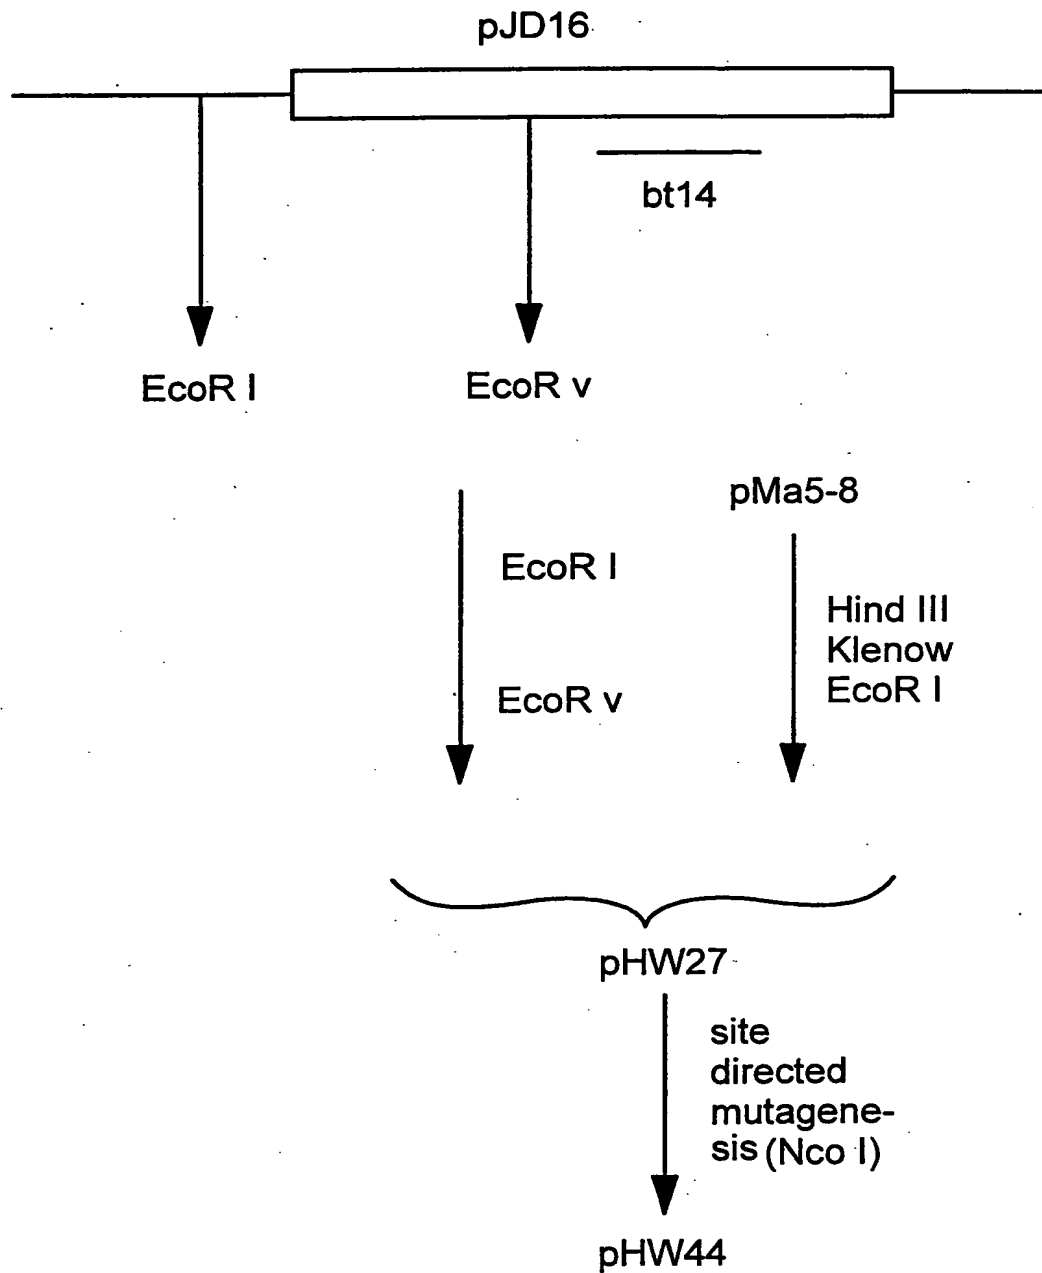 pJD16
bt14
EcoR I
EcoR v
EcoR I
EcoR v
pMa5-8
Hind III
Klenow
EcoR I
pHW27
site
directed
mutagene-
sis (Nco I)
pHW44